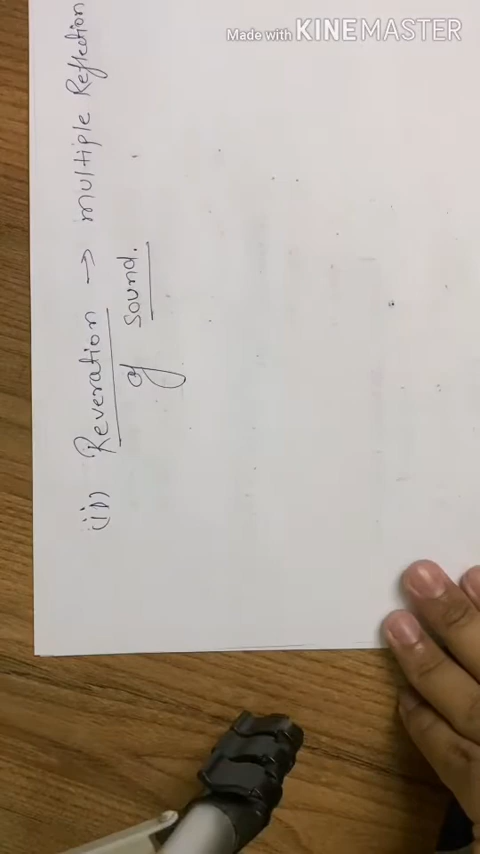 Made with KINEMASTER
(ii) Reveration → multiple Reflection
of sound.